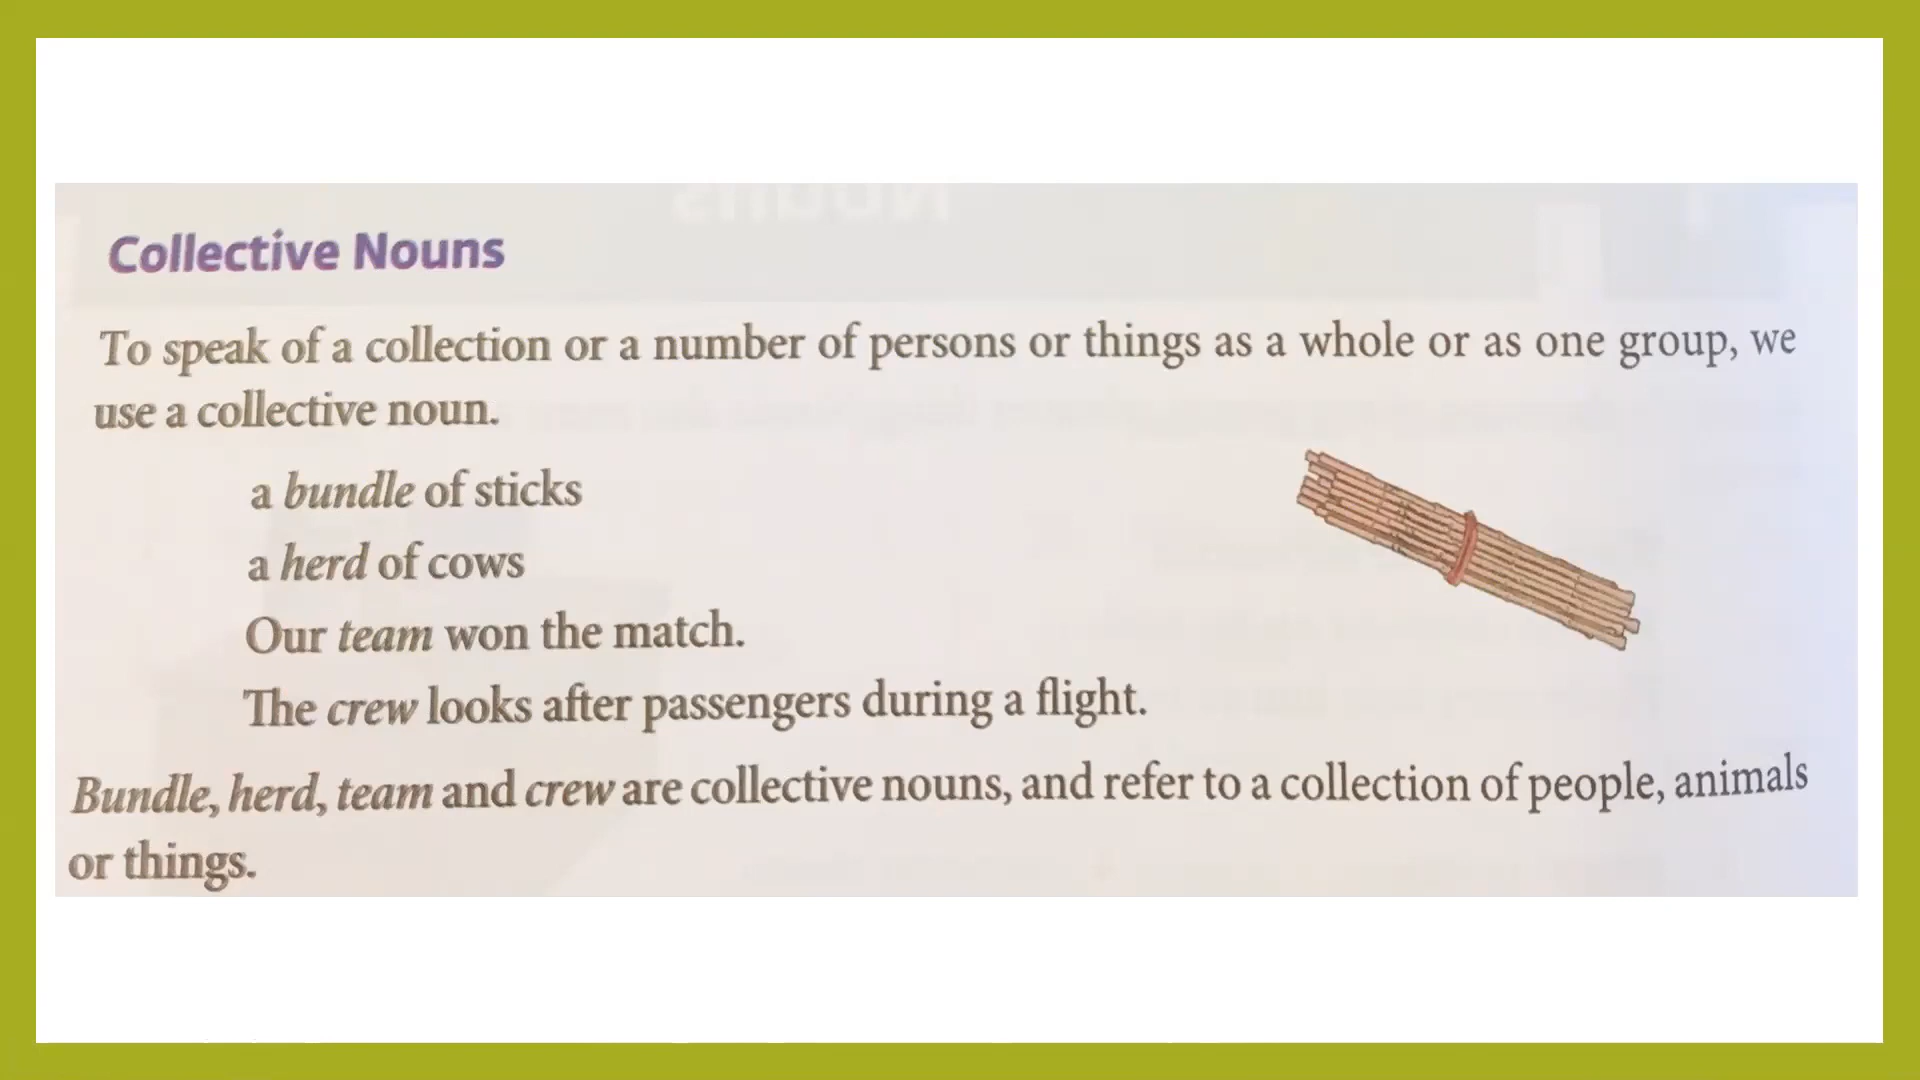 Collective Nouns
To speak of a collection or a number of persons or things as a whole or as one group, we
use a collective noun.
a bundle of sticks
a herd of cows
Our team won the match.
The crew looks after passengers during a flight.
Bundle, herd, team and crew are collective nouns, and refer to a collection of people, animals
or things.